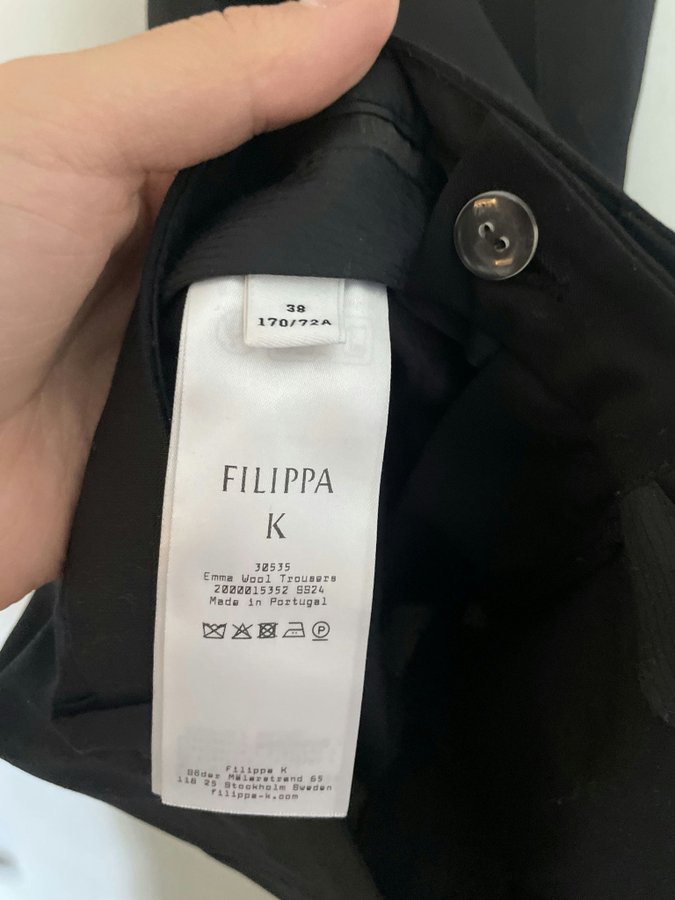 38
170/72A
FILIPPA
K
30535
Emma Wool Trousers
2000015352 SS24
Made in Portugal
P
Filippa K
Söder Mälarstrand 65
118 25 Stockholm Sweden
filippa-k.com